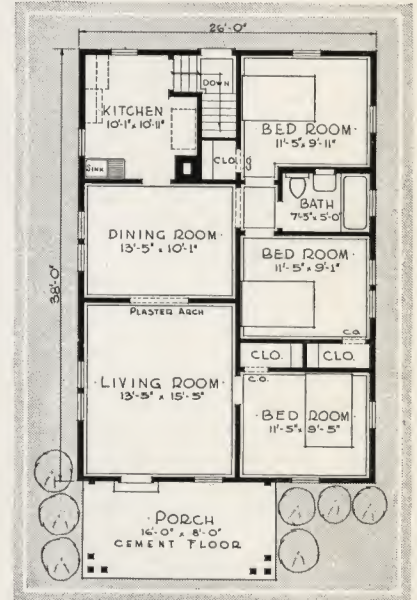 26'-0"
DOWN
KITCHEN
10'-1" x 10'-11"
BED ROOM
11'-5" x 9'-11"
SINK
CLO.
BATH
7'-5" x 5'-0"
DINING ROOM
13'-5" x 10'-1"
BED ROOM
11'-5" x 9'-1"
38'-0"
PLASTER ARCH
C.O.
CLO.
CLO.
LIVING ROOM
13'-5" x 15'-5"
C.O.
BED ROOM
11'-5" x 9'-5"
PORCH
16'-0" x 8'-0"
CEMENT FLOOR